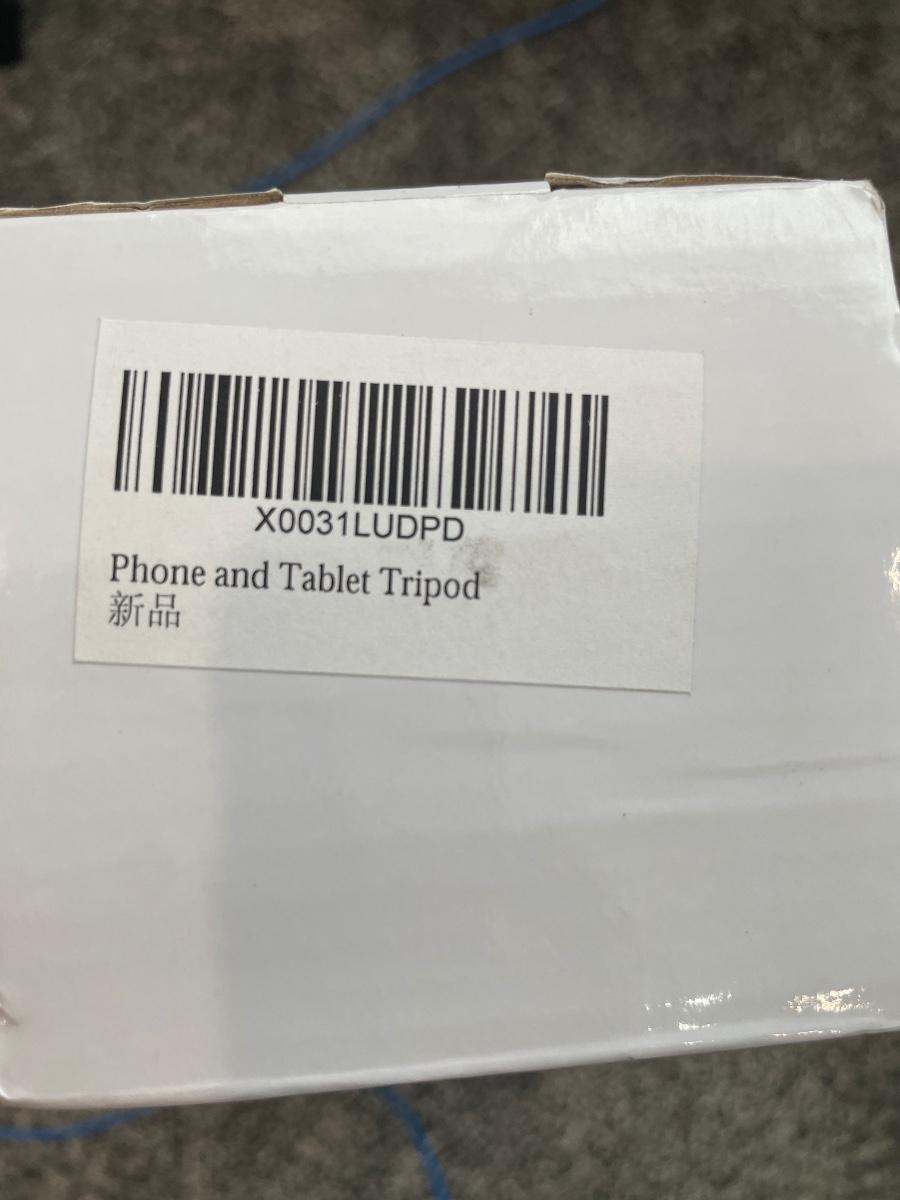 X0031LUDPD
Phone and Tablet Tripod
新品